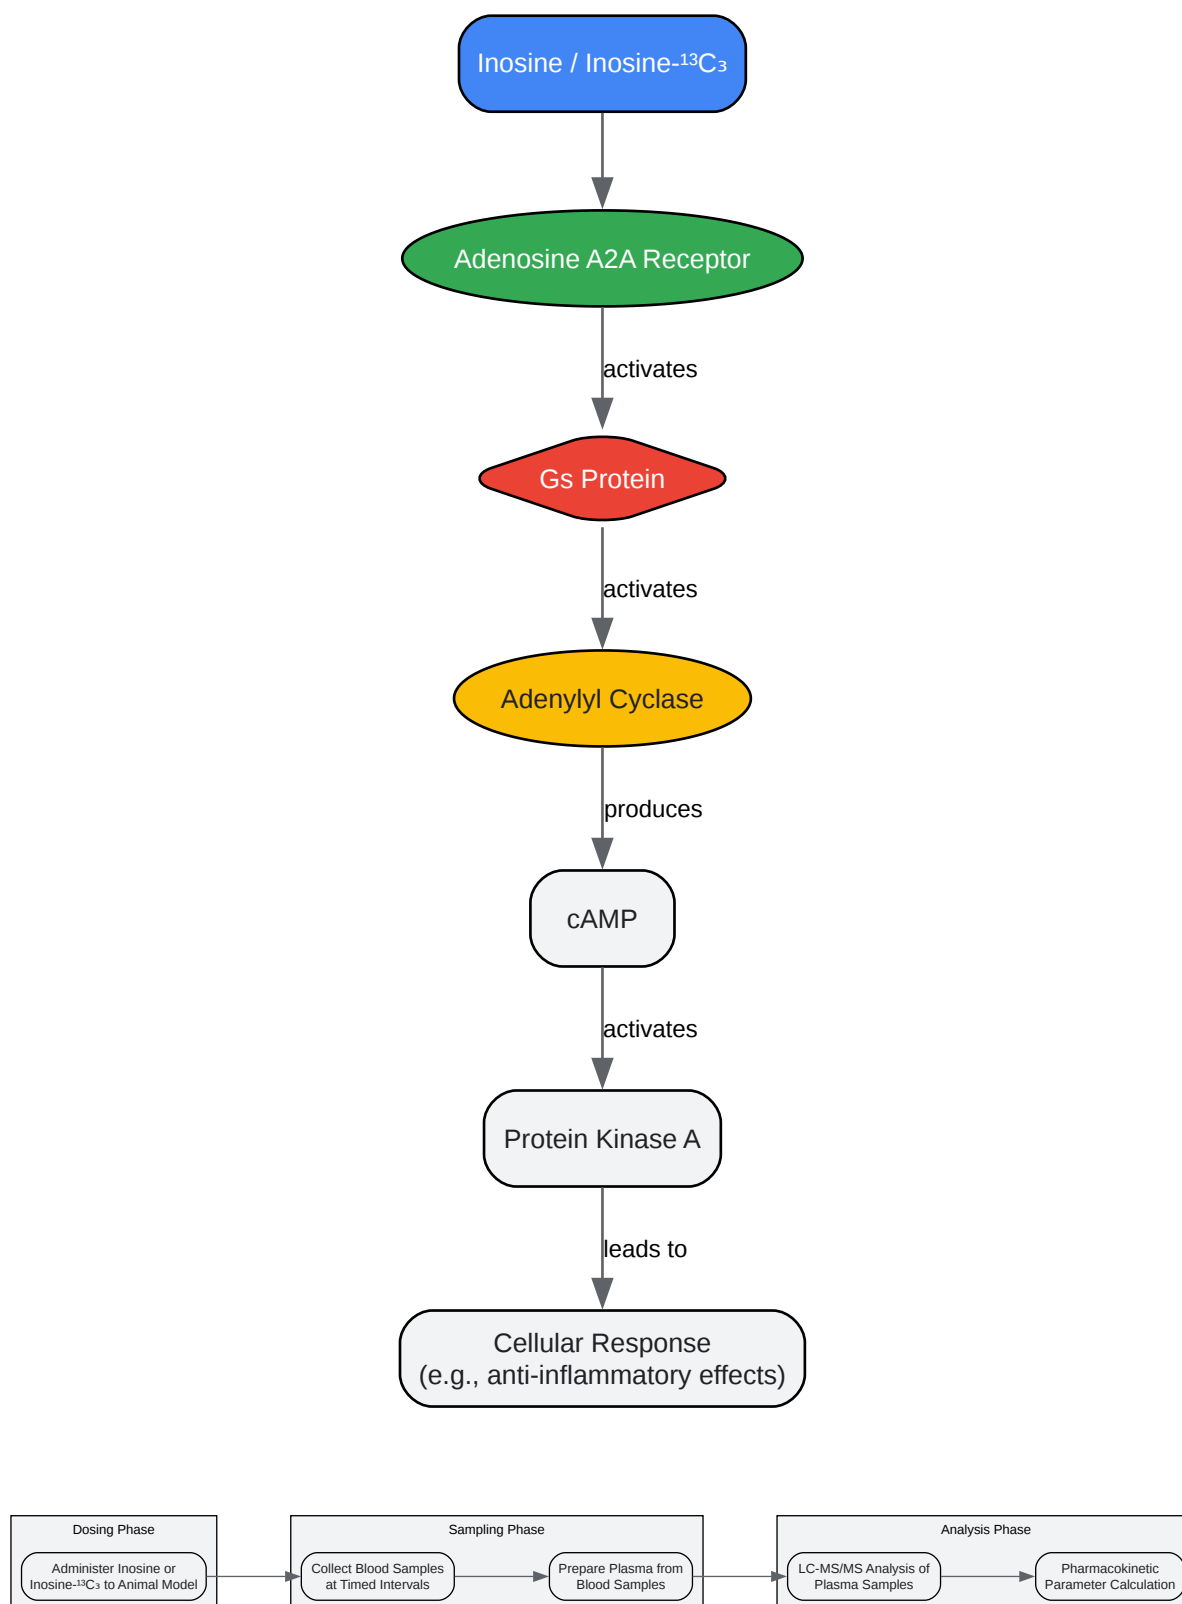 Inosine / Inosine-¹³C₃
Adenosine A2A Receptor
activates
Gs Protein
activates
Adenylyl Cyclase
produces
cAMP
activates
Protein Kinase A
leads to
Cellular Response
(e.g., anti-inflammatory effects)
Dosing Phase
Administer Inosine or
Inosine-¹³C₃ to Animal Model
Sampling Phase
Collect Blood Samples
at Timed Intervals
Prepare Plasma from
Blood Samples
Analysis Phase
LC-MS/MS Analysis of
Plasma Samples
Pharmacokinetic
Parameter Calculation